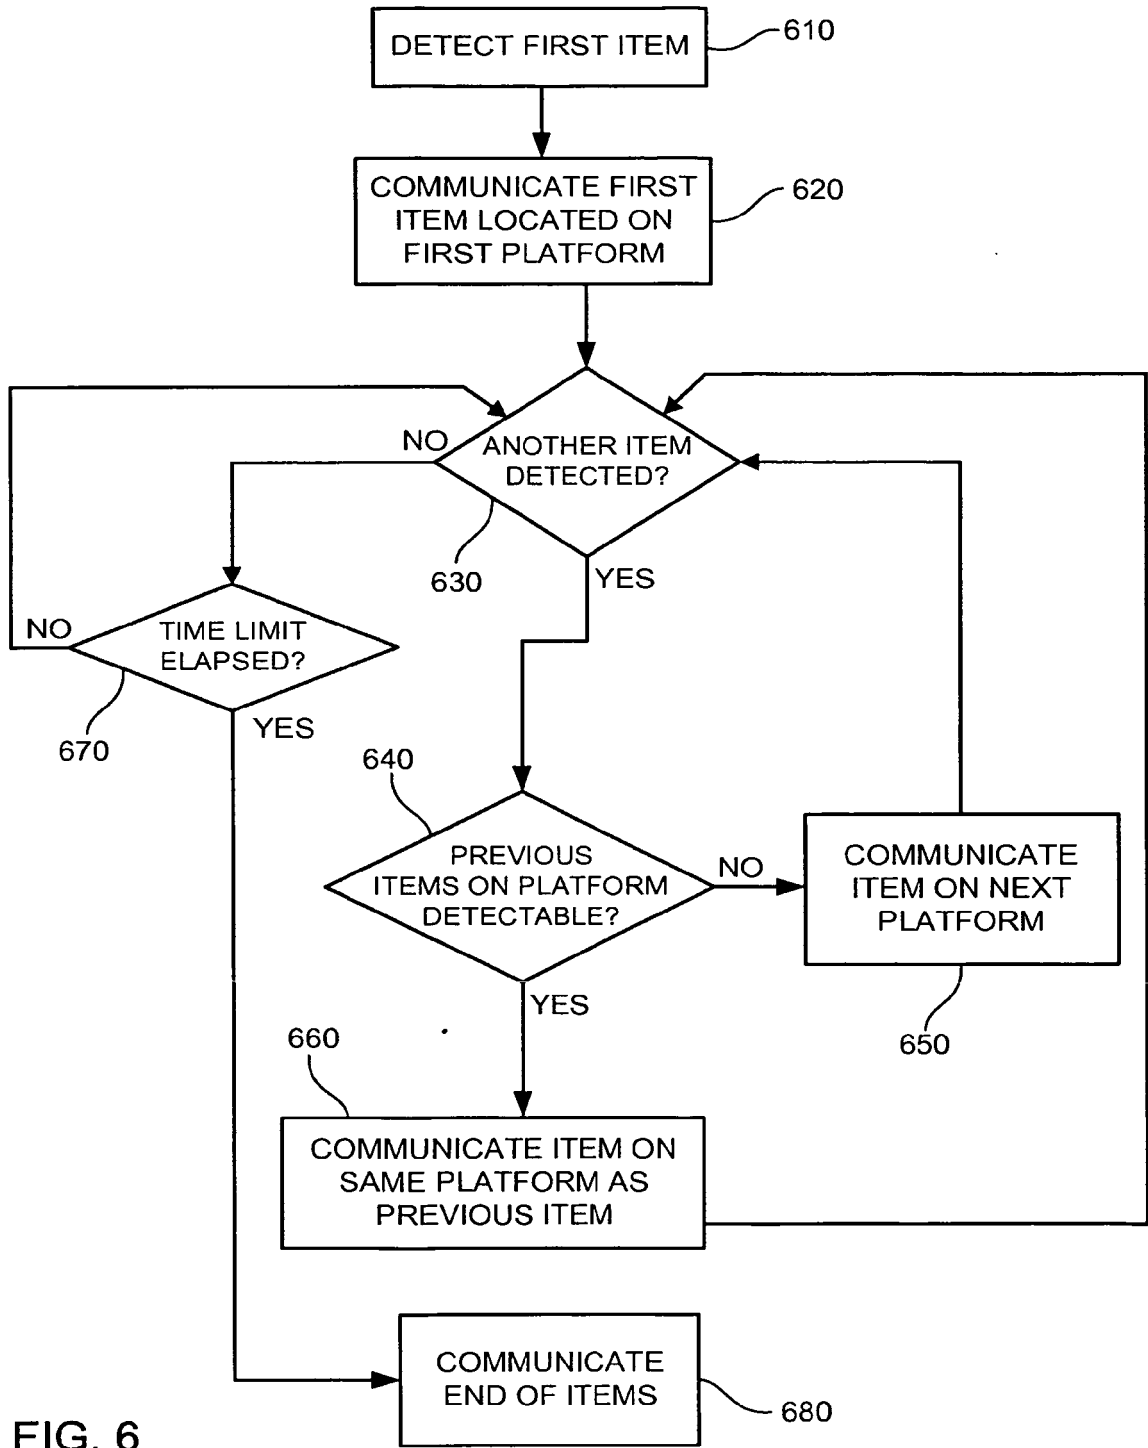 DETECT FIRST ITEM
610
COMMUNICATE FIRST
ITEM LOCATED ON
FIRST PLATFORM
620
NO
ANOTHER ITEM
DETECTED?
630
YES
NO
TIME LIMIT
ELAPSED?
670
YES
640
PREVIOUS
ITEMS ON PLATFORM
DETECTABLE?
NO
COMMUNICATE
ITEM ON NEXT
PLATFORM
650
YES
660
COMMUNICATE ITEM ON
SAME PLATFORM AS
PREVIOUS ITEM
COMMUNICATE
END OF ITEMS
680
FIG. 6